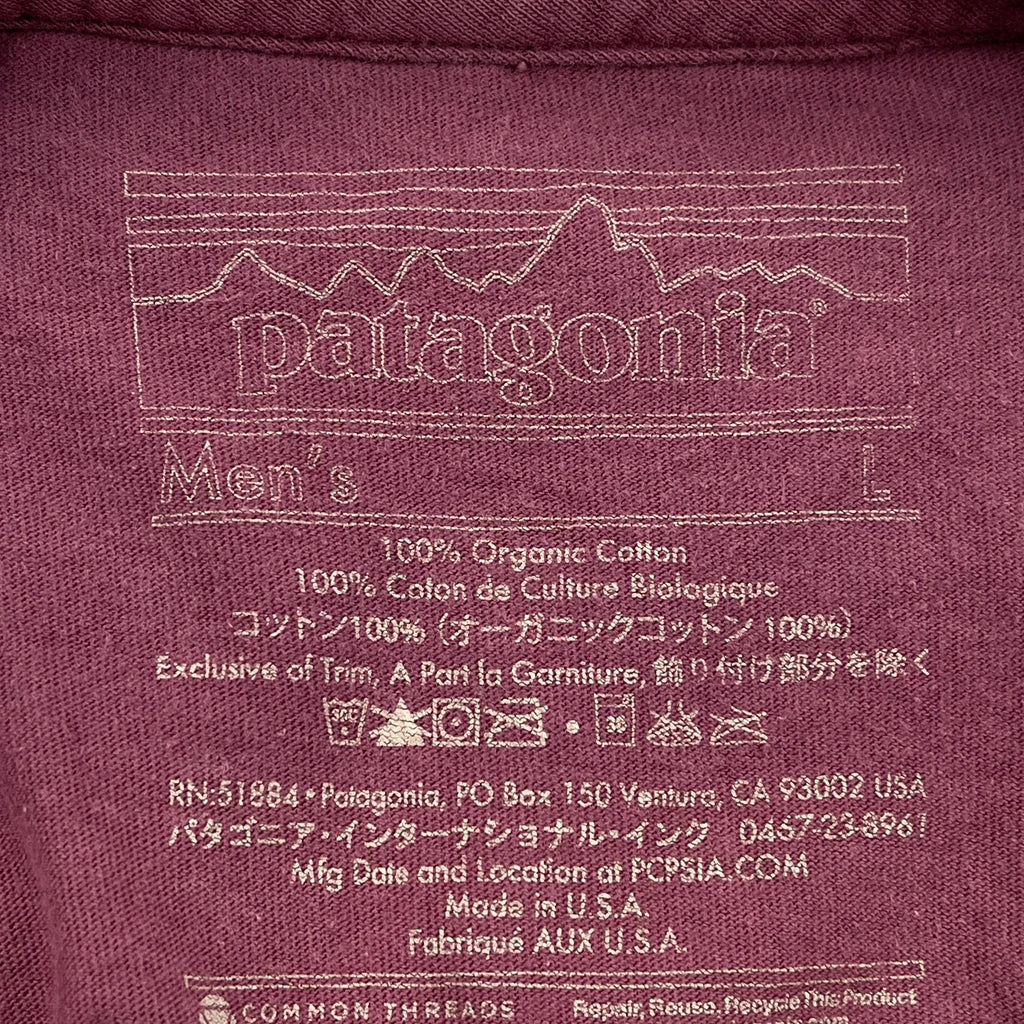 patagonia®
Men's L
100% Organic Cotton
100% Coton de Culture Biologique
コットン100% (オーガニックコットン 100%)
Exclusive of Trim, A Part la Garniture, 飾り付け部分を除く
30C 30
RN:51884 • Patagonia, PO Box 150 Ventura, CA 93002 USA
パタゴニア・インターナショナル・インク 0467-23-8961
Mfg Date and Location at PCPSIA.COM
Made in U.S.A.
Fabriqué AUX U.S.A.
COMMON THREADS Repair, Reuse, Recycle This Product